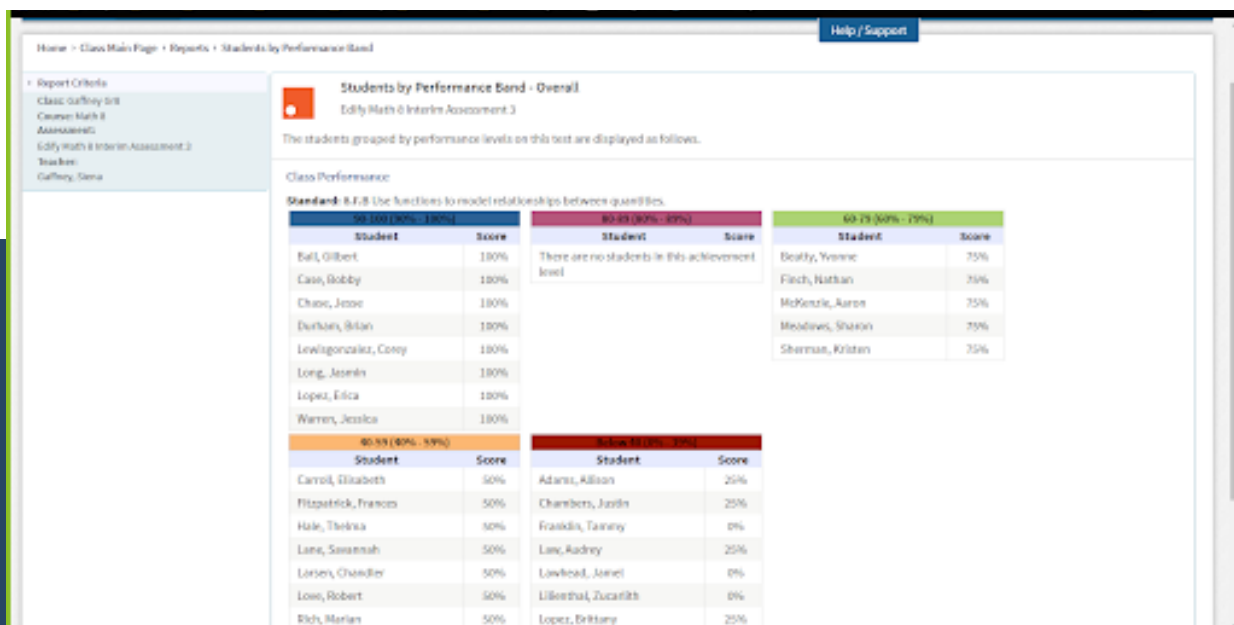 Help / Support
Home > Class Main Page > Reports > Students by Performance Band
Report Criteria
Class: Gaffney
Course: Math 8
Assessment:
Edify Math 8 Interim Assessment 3
Teacher:
Gaffney, Siena
Students by Performance Band - Overall
Edify Math 8 Interim Assessment 3
The students grouped by performance levels on this test are displayed as follows.
Class Performance
Standard: 8.F.B Use functions to model relationships between quantities.
90-100 (90% - 100%)
Student Score
Ball, Gilbert 100%
Case, Bobby 100%
Chase, Jesse 100%
Durham, Brian 100%
Lewisgonzalez, Corey 100%
Long, Jasmin 100%
Lopez, Erica 100%
Warren, Jessica 100%
80-89 (80% - 89%)
Student Score
There are no students in this achievement
level
60-79 (60% - 79%)
Student Score
Beatty, Yvonne 75%
Finch, Nathan 75%
McKenzie, Aaron 75%
Meadows, Sharon 75%
Sherman, Kristen 75%
40-59 (40% - 59%)
Student Score
Carroll, Elizabeth 50%
Fitzpatrick, Frances 50%
Hale, Thelma 50%
Lane, Savannah 50%
Larsen, Chandler 50%
Love, Robert 50%
Rich, Marian 50%
Below 40 (0% - 39%)
Student Score
Adams, Allison 25%
Chambers, Justin 25%
Franklin, Tammy 0%
Law, Audrey 25%
Lawhead, Jamel 0%
Lilienthal, Zucarlith 0%
Lopez, Brittany 25%